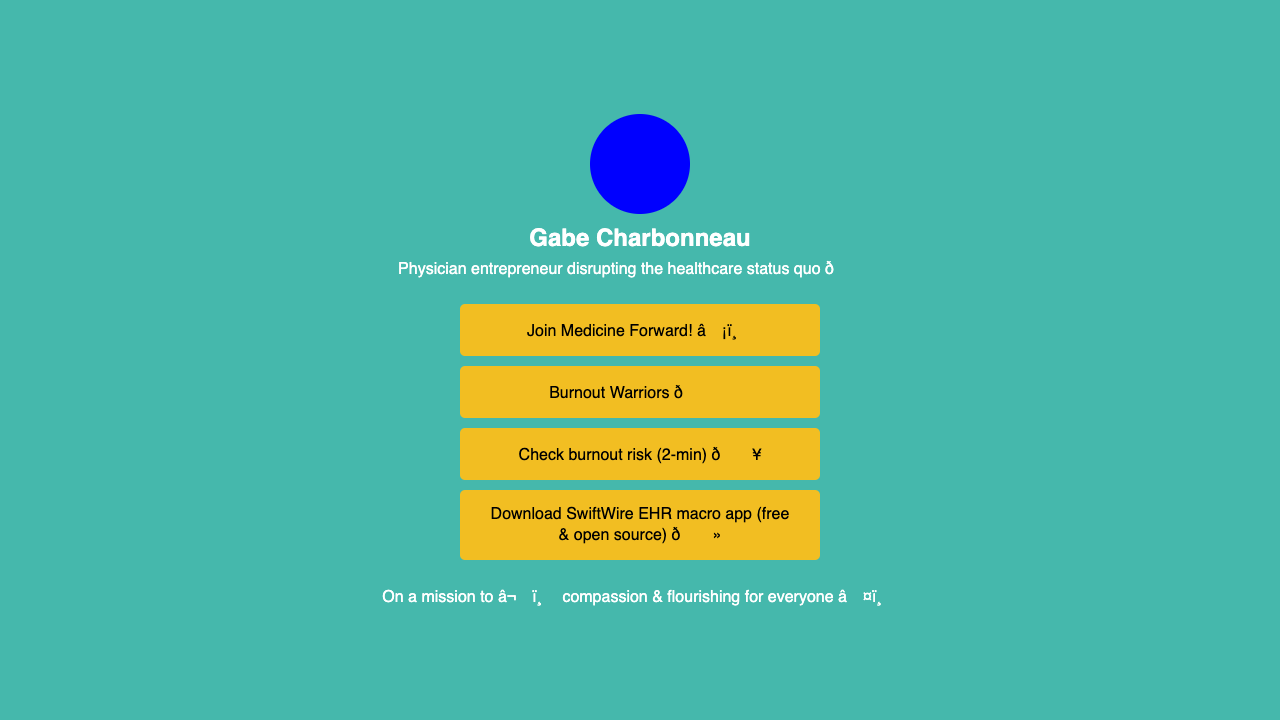 Gabe Charbonneau
Physician entrepreneur disrupting the healthcare status quo ð
Join Medicine Forward! â ¡ï¸
Burnout Warriors ð
Check burnout risk (2-min) ð ¥
Download SwiftWire EHR macro app (free
& open source) ð »
On a mission to â¬ ï¸ compassion & flourishing for everyone â ¤ï¸